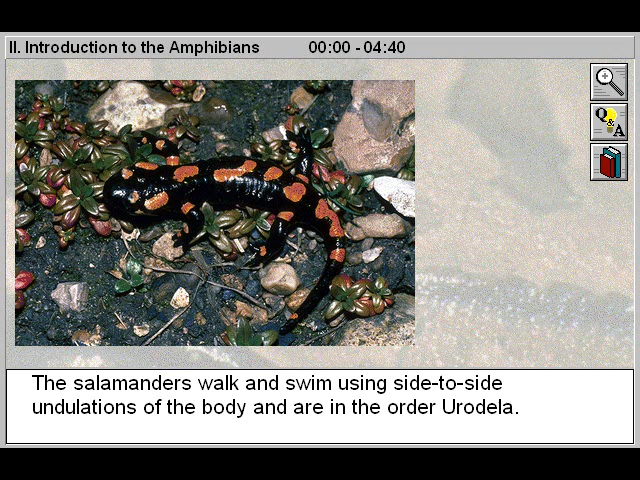 II. Introduction to the Amphibians 00:00 - 04:40
Q&A
The salamanders walk and swim using side-to-side
undulations of the body and are in the order Urodela.